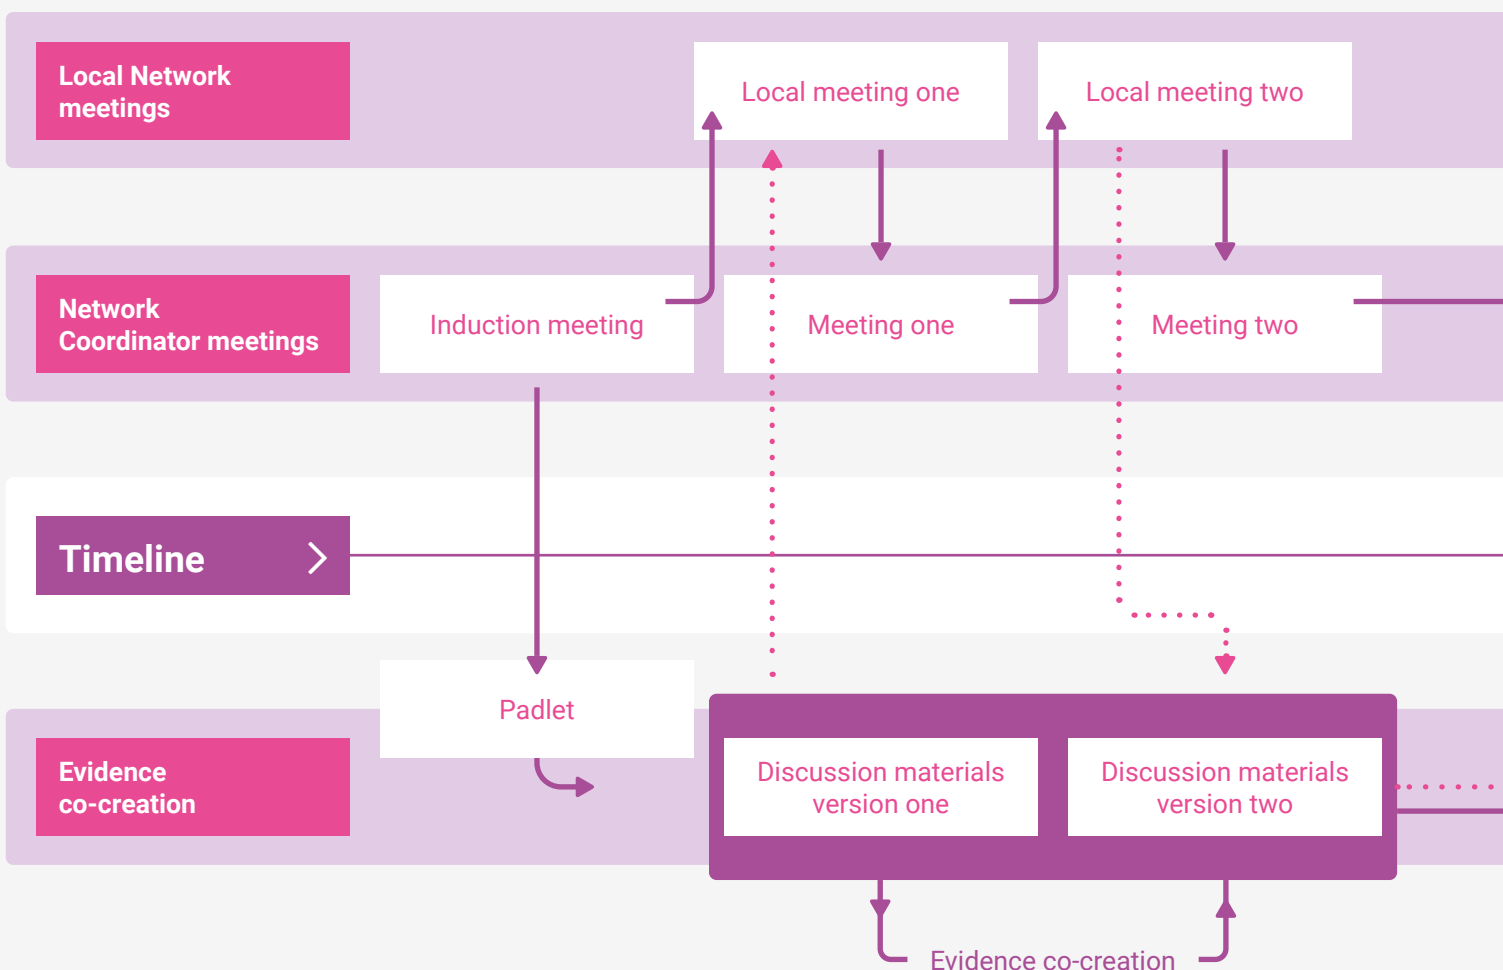 Local Network
meetings
Local meeting one
Local meeting two
Network
Coordinator meetings
Induction meeting
Meeting one
Meeting two
Timeline
Padlet
Evidence
co-creation
Discussion materials
version one
Discussion materials
version two
Evidence co-creation